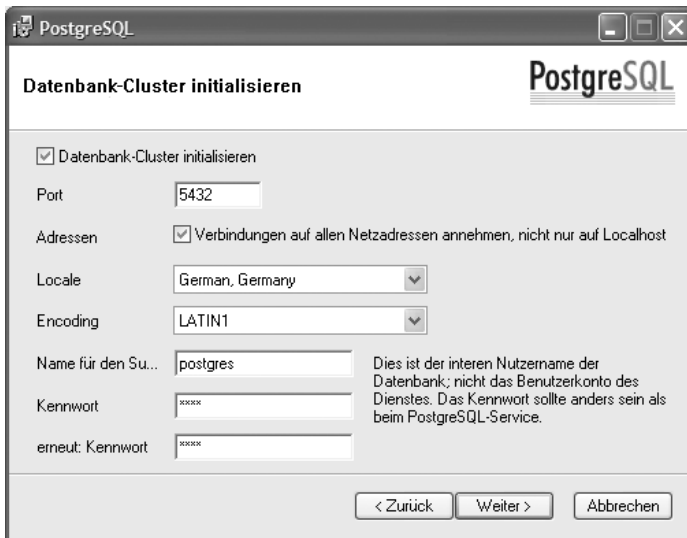 PostgreSQL
Datenbank-Cluster initialisieren
PostgreSQL
Datenbank-Cluster initialisieren
Port
5432
Adressen
Verbindungen auf allen Netzadressen annehmen, nicht nur auf Localhost
Locale
German, Germany
Encoding
LATIN1
Name für den Su...
postgres
Kennwort
xxxx
erneut: Kennwort
xxxx
Dies ist der interen Nutzername der
Datenbank; nicht das Benutzerkonto des
Dienstes. Das Kennwort sollte anders sein als
beim PostgreSQL-Service.
< Zurück
Weiter >
Abbrechen